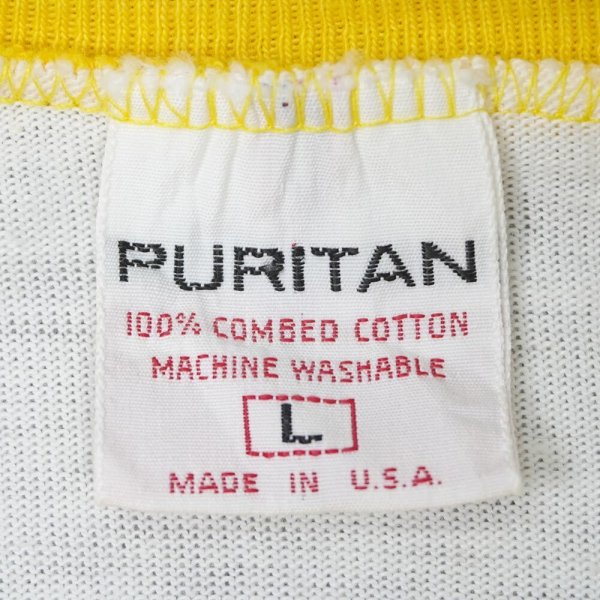 PURITAN
100% COMBED COTTON
MACHINE WASHABLE
L
MADE IN U.S.A.